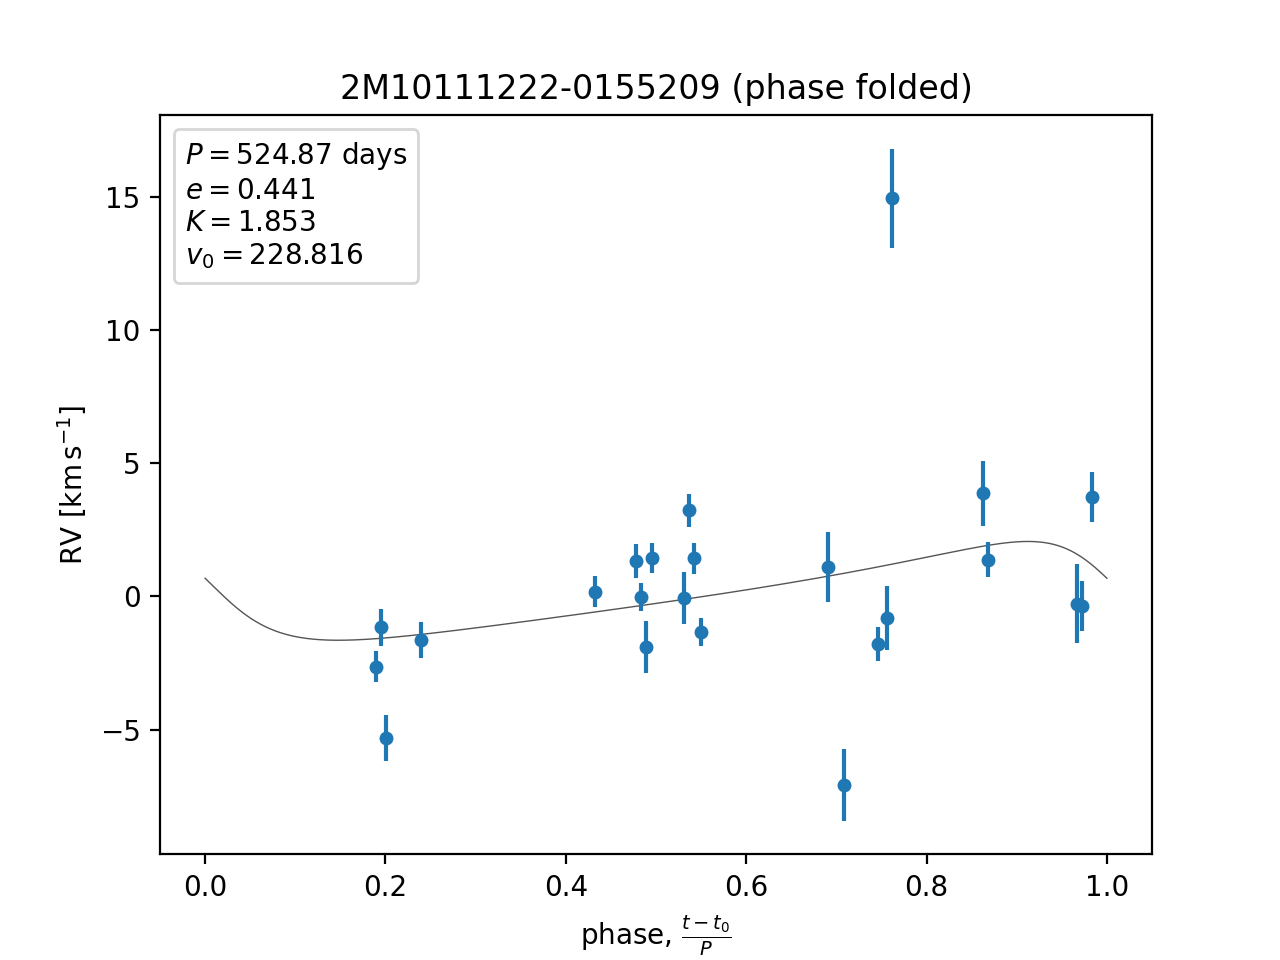 2M10111222-0155209 (phase folded)
P = 524.87 days
e = 0.441
K = 1.853
v₀ = 228.816
15
10
5
0
−5
RV [km s⁻¹]
0.0 0.2 0.4 0.6 0.8 1.0
phase, (t − t₀)/P